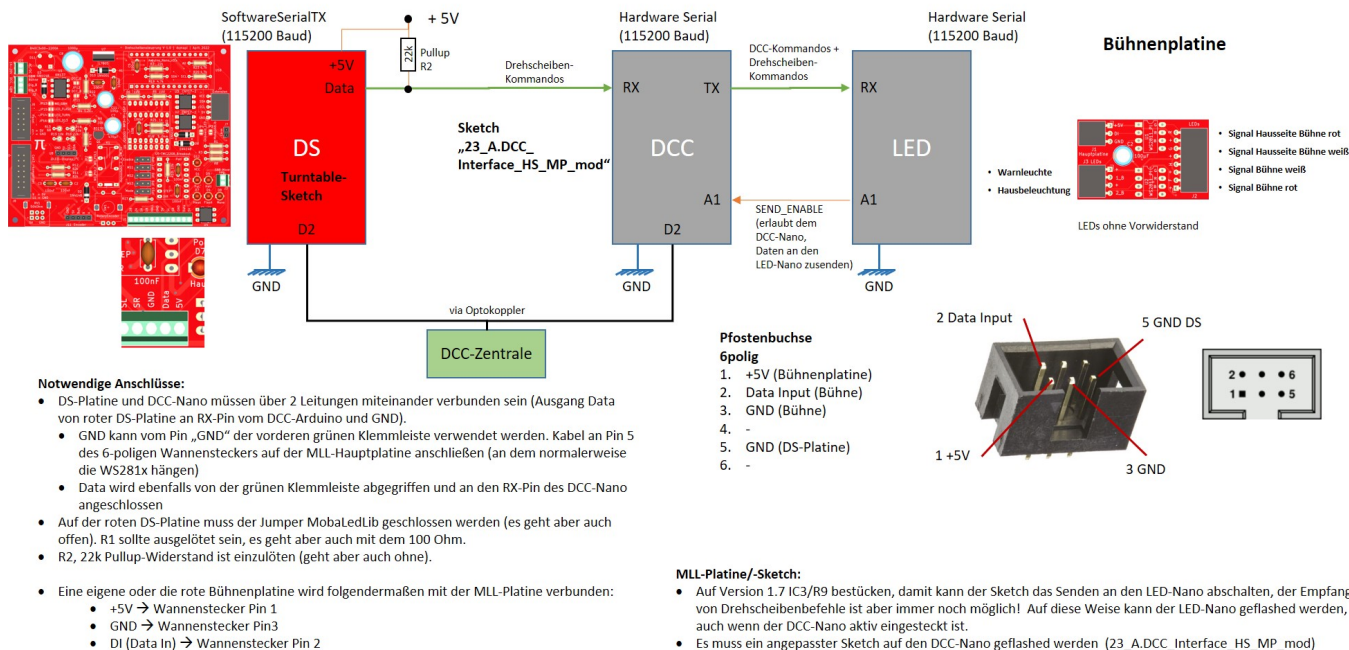 SoftwareSerialTX
(115200 Baud)
+ 5V
22k
Pullup
R2
+5V
Data
DS
Turntable-
Sketch
D2
GND
Drehscheiben-
Kommandos
Sketch
„23_A.DCC_
Interface_HS_MP_mod“
Hardware Serial
(115200 Baud)
RX
TX
DCC
A1
D2
GND
DCC-Kommandos +
Drehscheiben-
Kommandos
SEND_ENABLE
(erlaubt dem
DCC-Nano,
Daten an den
LED-Nano zusenden)
Hardware Serial
(115200 Baud)
RX
LED
A1
GND
via Optokoppler
DCC-Zentrale
100nF
SL
SR
GND
Data
5V
Bühnenplatine
• Warnleuchte
• Hausbeleuchtung
• Signal Hausseite Bühne rot
• Signal Hausseite Bühne weiß
• Signal Bühne weiß
• Signal Bühne rot
LEDs ohne Vorwiderstand
Pfostenbuchse
6polig
1. +5V (Bühnenplatine)
2. Data Input (Bühne)
3. GND (Bühne)
4. -
5. GND (DS-Platine)
6. -
2 Data Input
5 GND DS
1 +5V
3 GND
2
6
1
5
Notwendige Anschlüsse:
• DS-Platine und DCC-Nano müssen über 2 Leitungen miteinander verbunden sein (Ausgang Data
von roter DS-Platine an RX-Pin vom DCC-Arduino und GND).
• GND kann vom Pin „GND“ der vorderen grünen Klemmleiste verwendet werden. Kabel an Pin 5
des 6-poligen Wannensteckers auf der MLL-Hauptplatine anschließen (an dem normalerweise
die WS281x hängen)
• Data wird ebenfalls von der grünen Klemmleiste abgegriffen und an den RX-Pin des DCC-Nano
angeschlossen
• Auf der roten DS-Platine muss der Jumper MobaLedLib geschlossen werden (es geht aber auch
offen). R1 sollte ausgelötet sein, es geht aber auch mit dem 100 Ohm.
• R2, 22k Pullup-Widerstand ist einzulöten (geht aber auch ohne).
• Eine eigene oder die rote Bühnenplatine wird folgendermaßen mit der MLL-Platine verbunden:
• +5V → Wannenstecker Pin 1
• GND → Wannenstecker Pin3
• DI (Data In) → Wannenstecker Pin 2
MLL-Platine/-Sketch:
• Auf Version 1.7 IC3/R9 bestücken, damit kann der Sketch das Senden an den LED-Nano abschalten, der Empfang
von Drehscheibenbefehle ist aber immer noch möglich! Auf diese Weise kann der LED-Nano geflashed werden,
auch wenn der DCC-Nano aktiv eingesteckt ist.
• Es muss ein angepasster Sketch auf den DCC-Nano geflashed werden (23_A.DCC_Interface_HS_MP_mod)